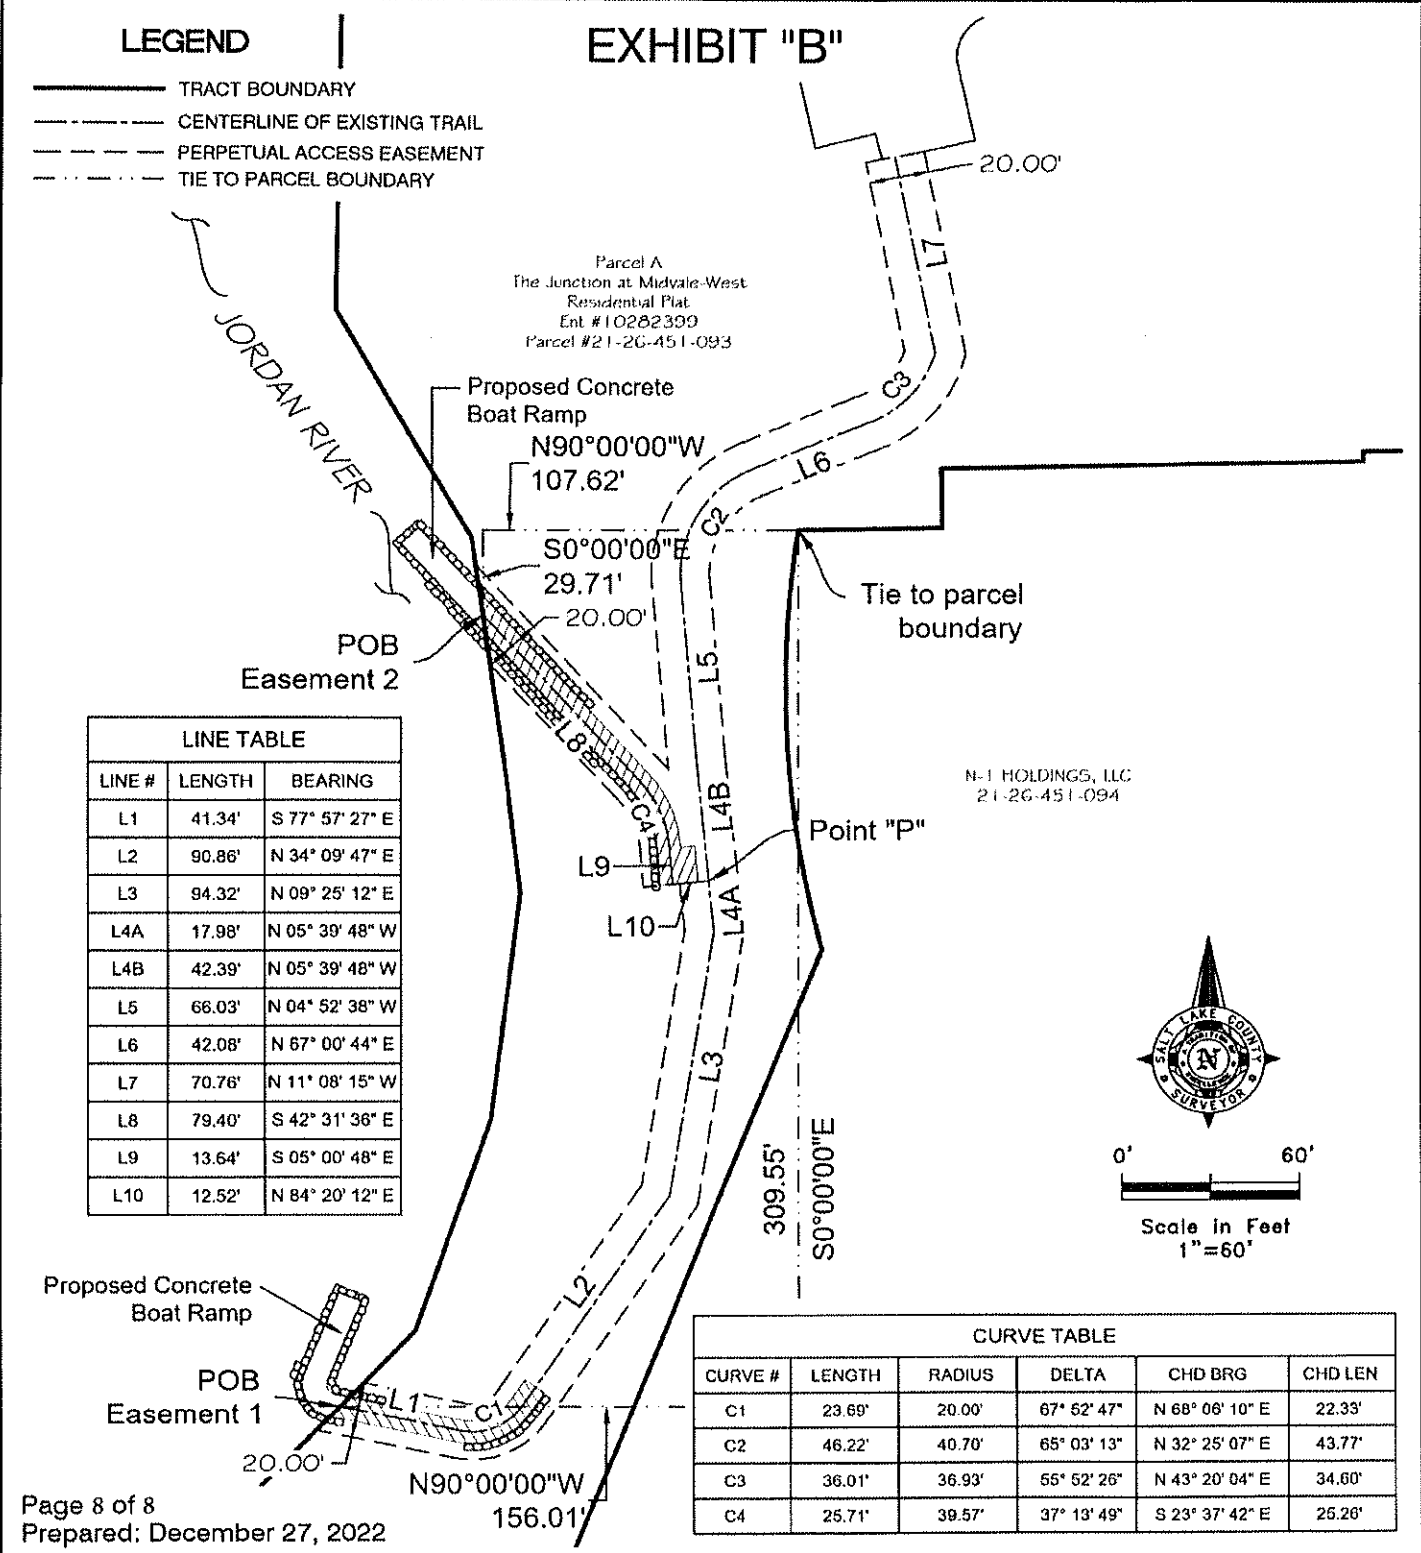 LEGEND
EXHIBIT "B"
TRACT BOUNDARY
CENTERLINE OF EXISTING TRAIL
PERPETUAL ACCESS EASEMENT
TIE TO PARCEL BOUNDARY
20.00'
L7
Parcel A
The Junction at Midvale-West
Residential Plat
Ent #10282399
Parcel #21-26-451-093
JORDAN RIVER
Proposed Concrete
Boat Ramp
C3
N90°00'00"W
107.62'
L6
C2
S0°00'00"E
29.71'
20.00'
Tie to parcel
boundary
POB
Easement 2
L5
L8
LINE TABLE
LINE # LENGTH BEARING
L1 41.34' S 77° 57' 27" E
L2 90.86' N 34° 09' 47" E
L3 94.32' N 09° 25' 12" E
L4A 17.98' N 05° 39' 48" W
L4B 42.39' N 05° 39' 48" W
L5 66.03' N 04° 52' 38" W
L6 42.08' N 67° 00' 44" E
L7 70.76' N 11° 08' 15" W
L8 79.40' S 42° 31' 36" E
L9 13.64' S 05° 00' 48" E
L10 12.52' N 84° 20' 12" E
N-1 HOLDINGS, LLC
21-26-451-094
L4B
C4
Point "P"
L9
L4A
L10
L3
SALT LAKE COUNTY
N
SURVEYOR
309.55'
S0°00'00"E
0' 60'
Scale in Feet
1"=60'
L2
Proposed Concrete
Boat Ramp
POB
Easement 1
L1
C1
20.00'
N90°00'00"W
156.01'
CURVE TABLE
CURVE # LENGTH RADIUS DELTA CHD BRG CHD LEN
C1 23.69' 20.00' 67° 52' 47" N 68° 06' 10" E 22.33'
C2 46.22' 40.70' 65° 03' 13" N 32° 25' 07" E 43.77'
C3 36.01' 36.93' 55° 52' 26" N 43° 20' 04" E 34.60'
C4 25.71' 39.57' 37° 13' 49" S 23° 37' 42" E 25.26'
Page 8 of 8
Prepared: December 27, 2022